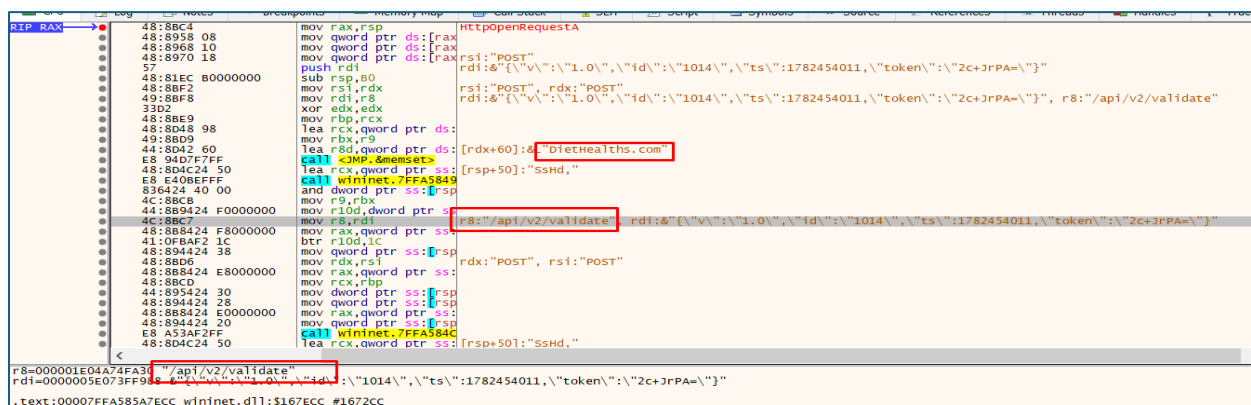 Log Notes Breakpoints Memory Map Call Stack SEH Script Symbols Source References Threads Handles
RIP RAX 48:8BC4 mov rax,rsp HttpOpenRequestA
48:8958 08 mov qword ptr ds:[rax
48:8968 10 mov qword ptr ds:[rax
48:8970 18 mov qword ptr ds:[rax rsi:"POST"
57 push rdi rdi:&"{\"v\":\"1.0\",\"id\":\"1014\",\"ts\":1782454011,\"token\":\"2c+JrPA=\"}"
48:81EC B0000000 sub rsp,B0
48:8BF2 mov rsi,rdx rsi:"POST", rdx:"POST"
49:8BF8 mov rdi,r8 rdi:&"{\"v\":\"1.0\",\"id\":\"1014\",\"ts\":1782454011,\"token\":\"2c+JrPA=\"}", r8:"/api/v2/validate"
33D2 xor edx,edx
48:8BE9 mov rbp,rcx
48:8D48 98 lea rcx,qword ptr ds:
49:8BD9 mov rbx,r9
44:8D42 60 lea r8d,qword ptr ds: [rdx+60]:&L"DietHealths.com"
E8 94D7F7FF call <JMP.&memset>
48:8D4C24 50 lea rcx,qword ptr ss: [rsp+50]:"SsHd,"
E8 E40BEFFF call wininet.7FFA5849
836424 40 00 and dword ptr ss:[rsp
4C:8BCB mov r9,rbx
44:8B9424 F0000000 mov r10d,dword ptr ss
4C:8BC7 mov r8,rdi r8:"/api/v2/validate", rdi:&"{\"v\":\"1.0\",\"id\":\"1014\",\"ts\":1782454011,\"token\":\"2c+JrPA=\"}"
48:8B8424 F8000000 mov rax,qword ptr ss:
41:0FBAF2 1C btr r10d,1C
48:894424 38 mov qword ptr ss:[rsp
48:8BD6 mov rdx,rsi rdx:"POST", rsi:"POST"
48:8B8424 E8000000 mov rax,qword ptr ss:
48:8BCD mov rcx,rbp
44:895424 30 mov dword ptr ss:[rsp
48:894424 28 mov qword ptr ss:[rsp
48:8B8424 E0000000 mov rax,qword ptr ss:
48:894424 20 mov qword ptr ss:[rsp
E8 A53AF2FF call wininet.7FFA584C
48:8D4C24 50 lea rcx,qword ptr ss: [rsp+50]:"SsHd,"
r8=000001E04A74FA30 "/api/v2/validate"
rdi=0000005E073FF988 &"{\"v\":\"1.0\",\"id\":\"1014\",\"ts\":1782454011,\"token\":\"2c+JrPA=\"}"
.text:00007FFA585A7ECC wininet.dll:$167ECC #1672CC